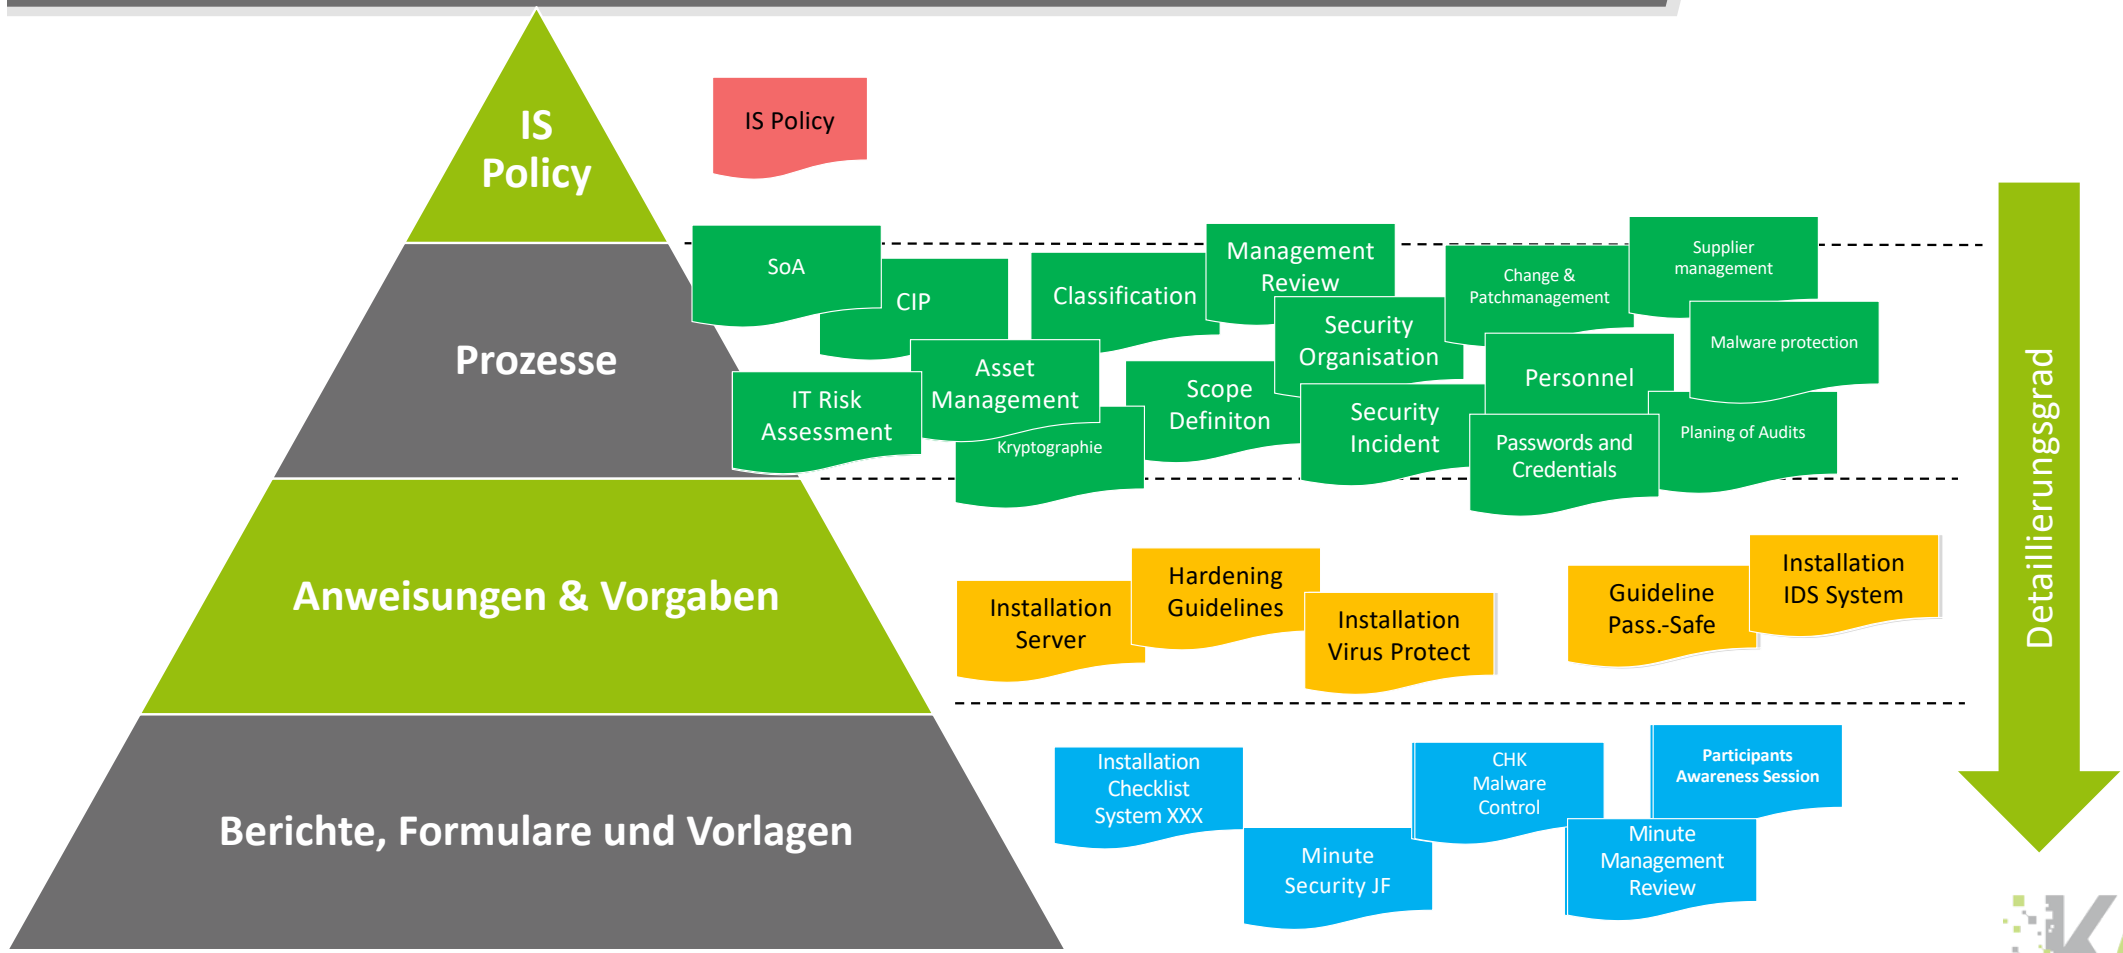 IS
Policy
IS Policy
Prozesse
SoA
CIP
Classification
Management
Review
Change &
Patchmanagement
Supplier
management
Security
Organisation
Malware protection
Asset
Management
Personnel
IT Risk
Assessment
Scope
Definiton
Security
Incident
Kryptographie
Passwords and
Credentials
Planing of Audits
Anweisungen & Vorgaben
Installation
Server
Hardening
Guidelines
Installation
Virus Protect
Guideline
Pass.-Safe
Installation
IDS System
Berichte, Formulare und Vorlagen
Installation
Checklist
System XXX
Minute
Security JF
CHK
Malware
Control
Participants
Awareness Session
Minute
Management
Review
Detaillierungsgrad
K